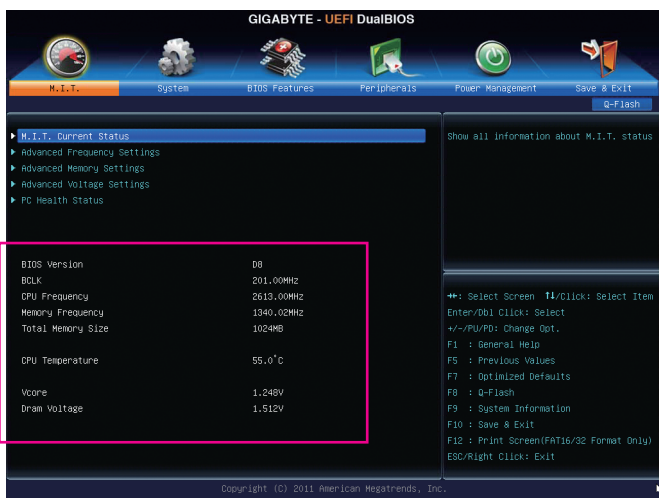 GIGABYTE - UEFI DualBIOS
M.I.T.
System
BIOS Features
Peripherals
Power Management
Save & Exit
Q-Flash
M.I.T. Current Status
Advanced Frequency Settings
Advanced Memory Settings
Advanced Voltage Settings
PC Health Status
Show all information about M.I.T. status
BIOS Version D8
BCLK 201.00MHz
CPU Frequency 2613.00MHz
Memory Frequency 1340.02MHz
Total Memory Size 1024MB
CPU Temperature 55.0°C
Vcore 1.248V
Dram Voltage 1.512V
→←: Select Screen ↑↓/Click: Select Item
Enter/Dbl Click: Select
+/-/PU/PD: Change Opt.
F1 : General Help
F5 : Previous Values
F7 : Optimized Defaults
F8 : Q-Flash
F9 : System Information
F10 : Save & Exit
F12 : Print Screen(FAT16/32 Format Only)
ESC/Right Click: Exit
Copyright (C) 2011 American Megatrends, Inc.